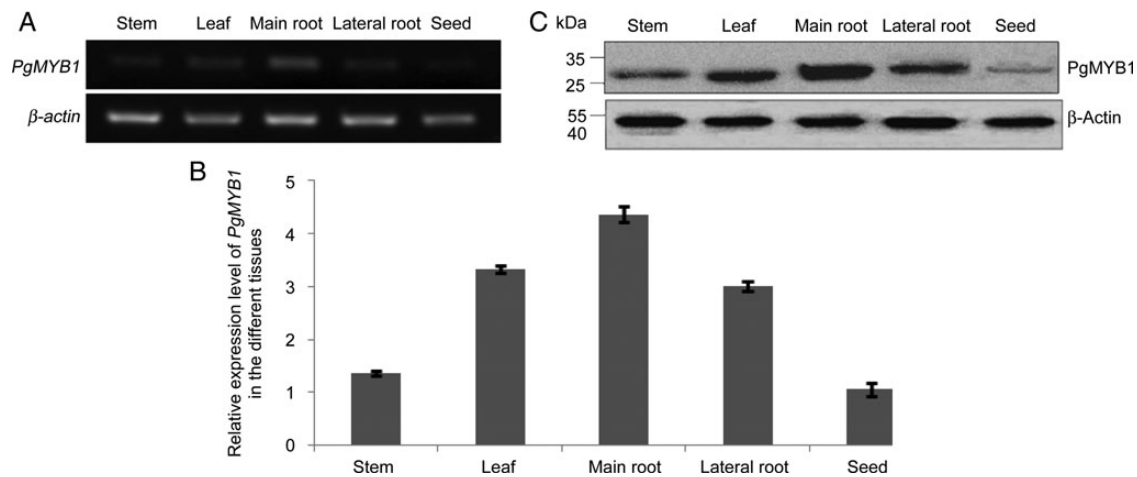 A
Stem Leaf Main root Lateral root Seed
PgMYB1
β-actin
C kDa
Stem Leaf Main root Lateral root Seed
35
25
PgMYB1
55
40
β-Actin
B
Relative expression level of PgMYB1
in the different tissues
5
4
3
2
1
0
Stem Leaf Main root Lateral root Seed